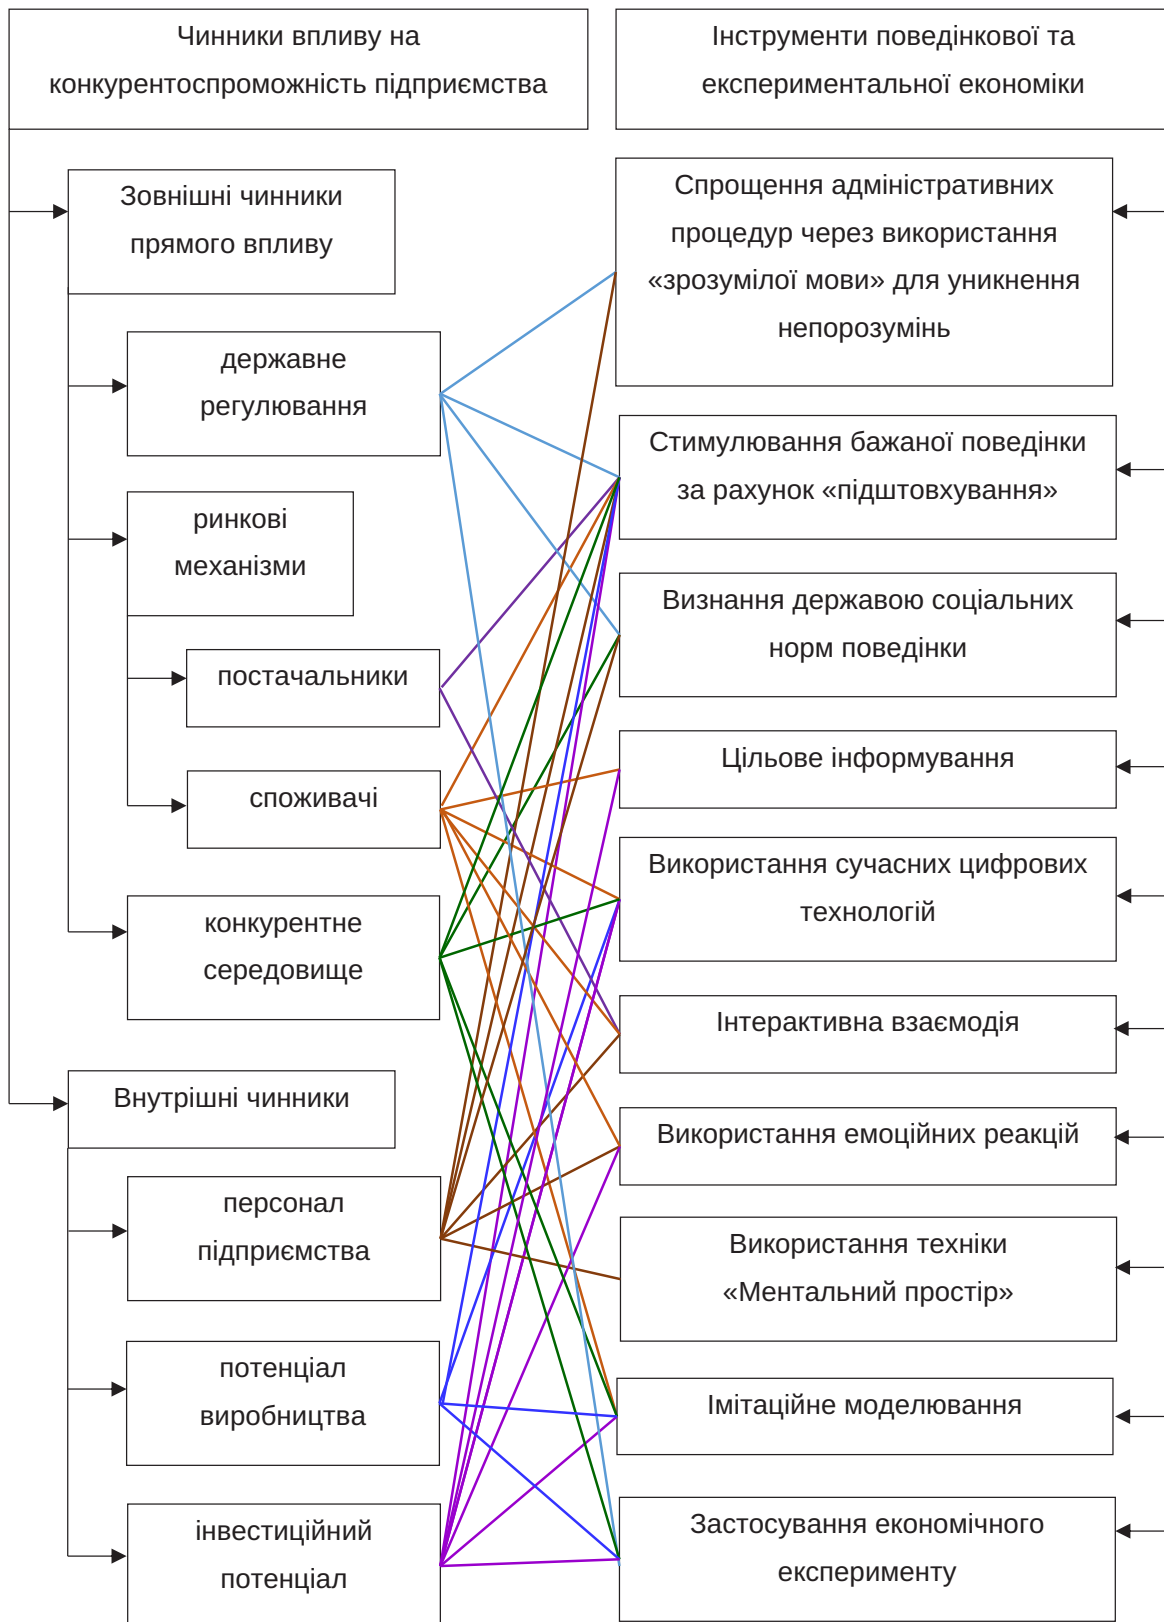 Чинники впливу на
конкурентоспроможність підприємства
Зовнішні чинники
прямого впливу
державне
регулювання
ринкові
механізми
постачальники
споживачі
конкурентне
середовище
Внутрішні чинники
персонал
підприємства
потенціал
виробництва
інвестиційний
потенціал
Інструменти поведінкової та
експериментальної економіки
Спрощення адміністративних
процедур через використання
«зрозумілої мови» для уникнення
непорозумінь
Стимулювання бажаної поведінки
за рахунок «підштовхування»
Визнання державою соціальних
норм поведінки
Цільове інформування
Використання сучасних цифрових
технологій
Інтерактивна взаємодія
Використання емоційних реакцій
Використання техніки
«Ментальний простір»
Імітаційне моделювання
Застосування економічного
експерименту